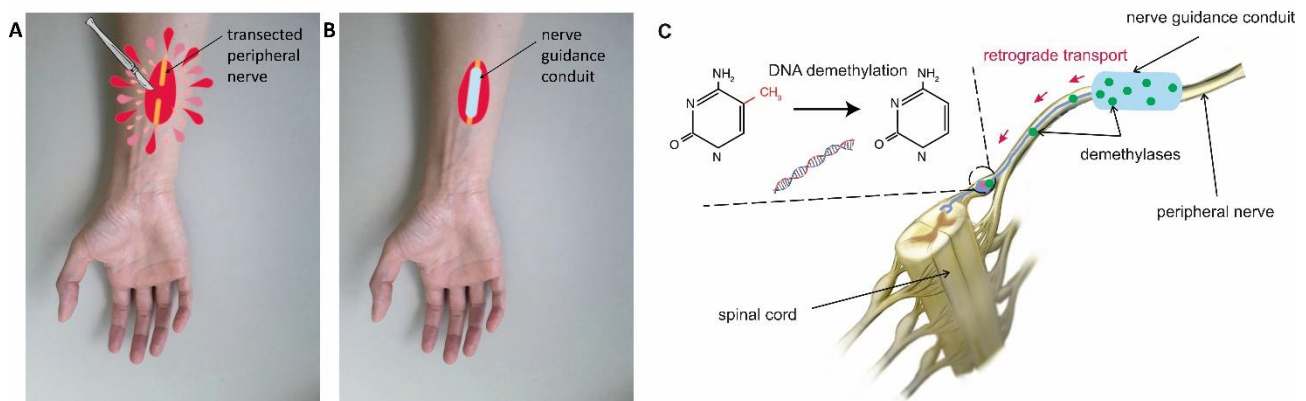 A
transected
peripheral
nerve
B
nerve
guidance
conduit
C
nerve guidance conduit
retrograde transport
NH2
DNA demethylation
NH2
CH3
N
N
O
N
O
N
demethylases
peripheral nerve
spinal cord